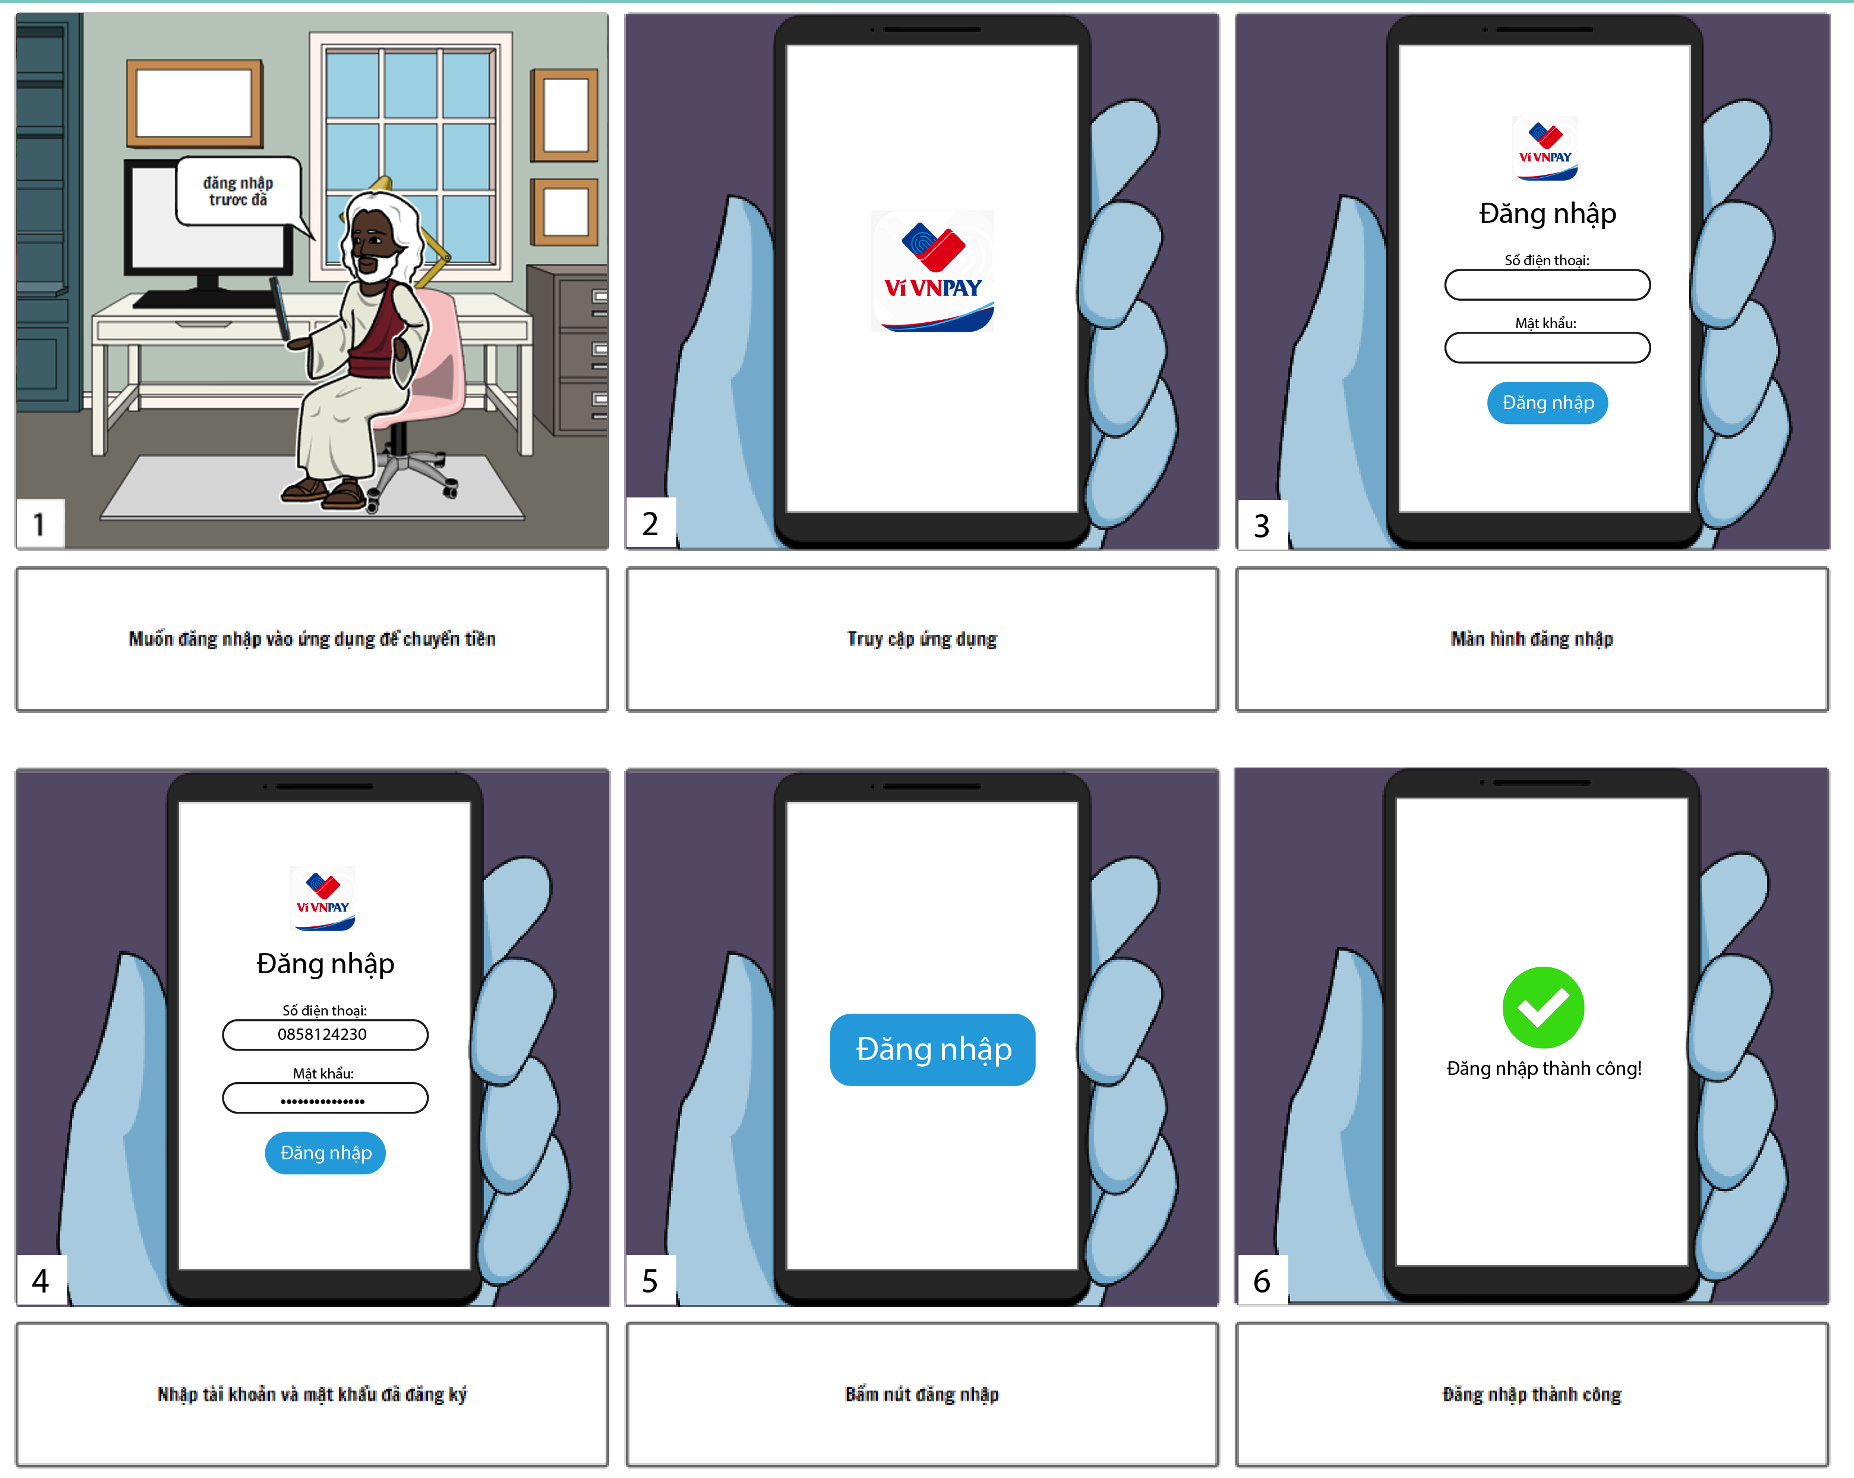 đăng nhập
trươc đã
1
Ví VNPAY
2
Ví VNPAY
Đăng nhập
Số điện thoại:
Mật khẩu:
Đăng nhập
3
Muốn đăng nhập vào ứng dụng để chuyển tiền
Truy cập ứng dụng
Màn hình đăng nhập
Ví VNPAY
Đăng nhập
Số điện thoại:
0858124230
Mật khẩu:
•••••••••••••••
Đăng nhập
4
Đăng nhập
5
Đăng nhập thành công!
6
Nhập tài khoản và mật khẩu đã đăng ký
Bấm nút đăng nhập
Đăng nhập thành công